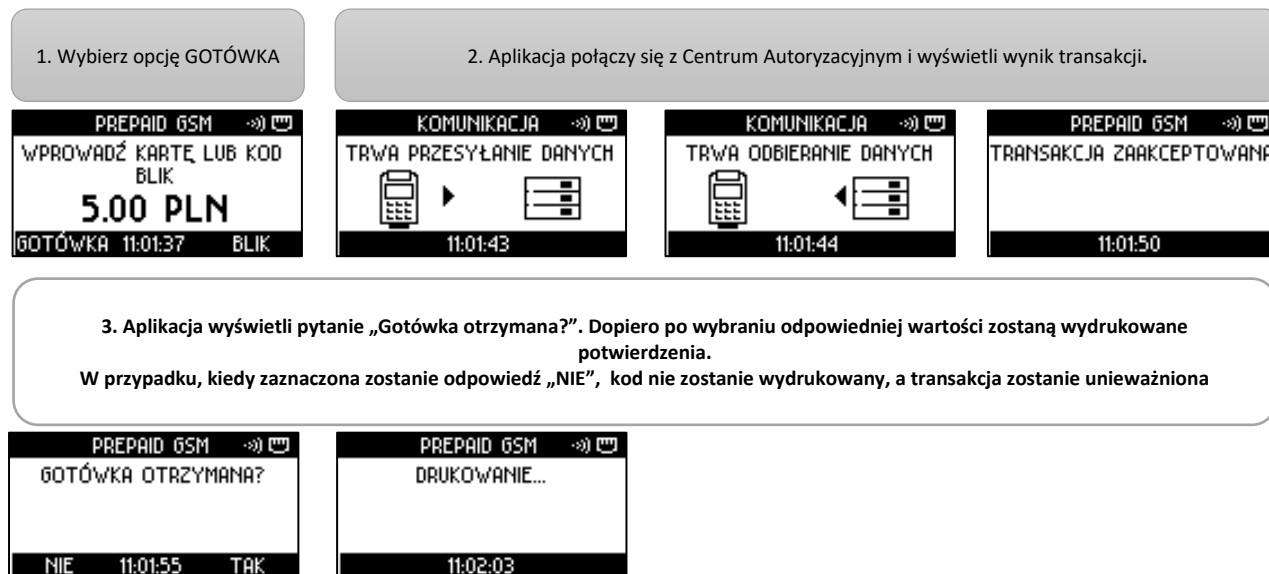 1. Wybierz opcję GOTÓWKA
2. Aplikacja połączy się z Centrum Autoryzacyjnym i wyświetli wynik transakcji.
PREPAID GSM
WPROWADŹ KARTĘ LUB KOD
BLIK
5.00 PLN
GOTÓWKA 11:01:37 BLIK
KOMUNIKACJA
TRWA PRZESYŁANIE DANYCH
11:01:43
KOMUNIKACJA
TRWA ODBIERANIE DANYCH
11:01:44
PREPAID GSM
TRANSAKCJA ZAAKCEPTOWANA
11:01:50
3. Aplikacja wyświetli pytanie „Gotówka otrzymana?”. Dopiero po wybraniu odpowiedniej wartości zostaną wydrukowane
potwierdzenia.
W przypadku, kiedy zaznaczona zostanie odpowiedź „NIE”, kod nie zostanie wydrukowany, a transakcja zostanie unieważniona
PREPAID GSM
GOTÓWKA OTRZYMANA?
NIE 11:01:55 TAK
PREPAID GSM
DRUKOWANIE...
11:02:03